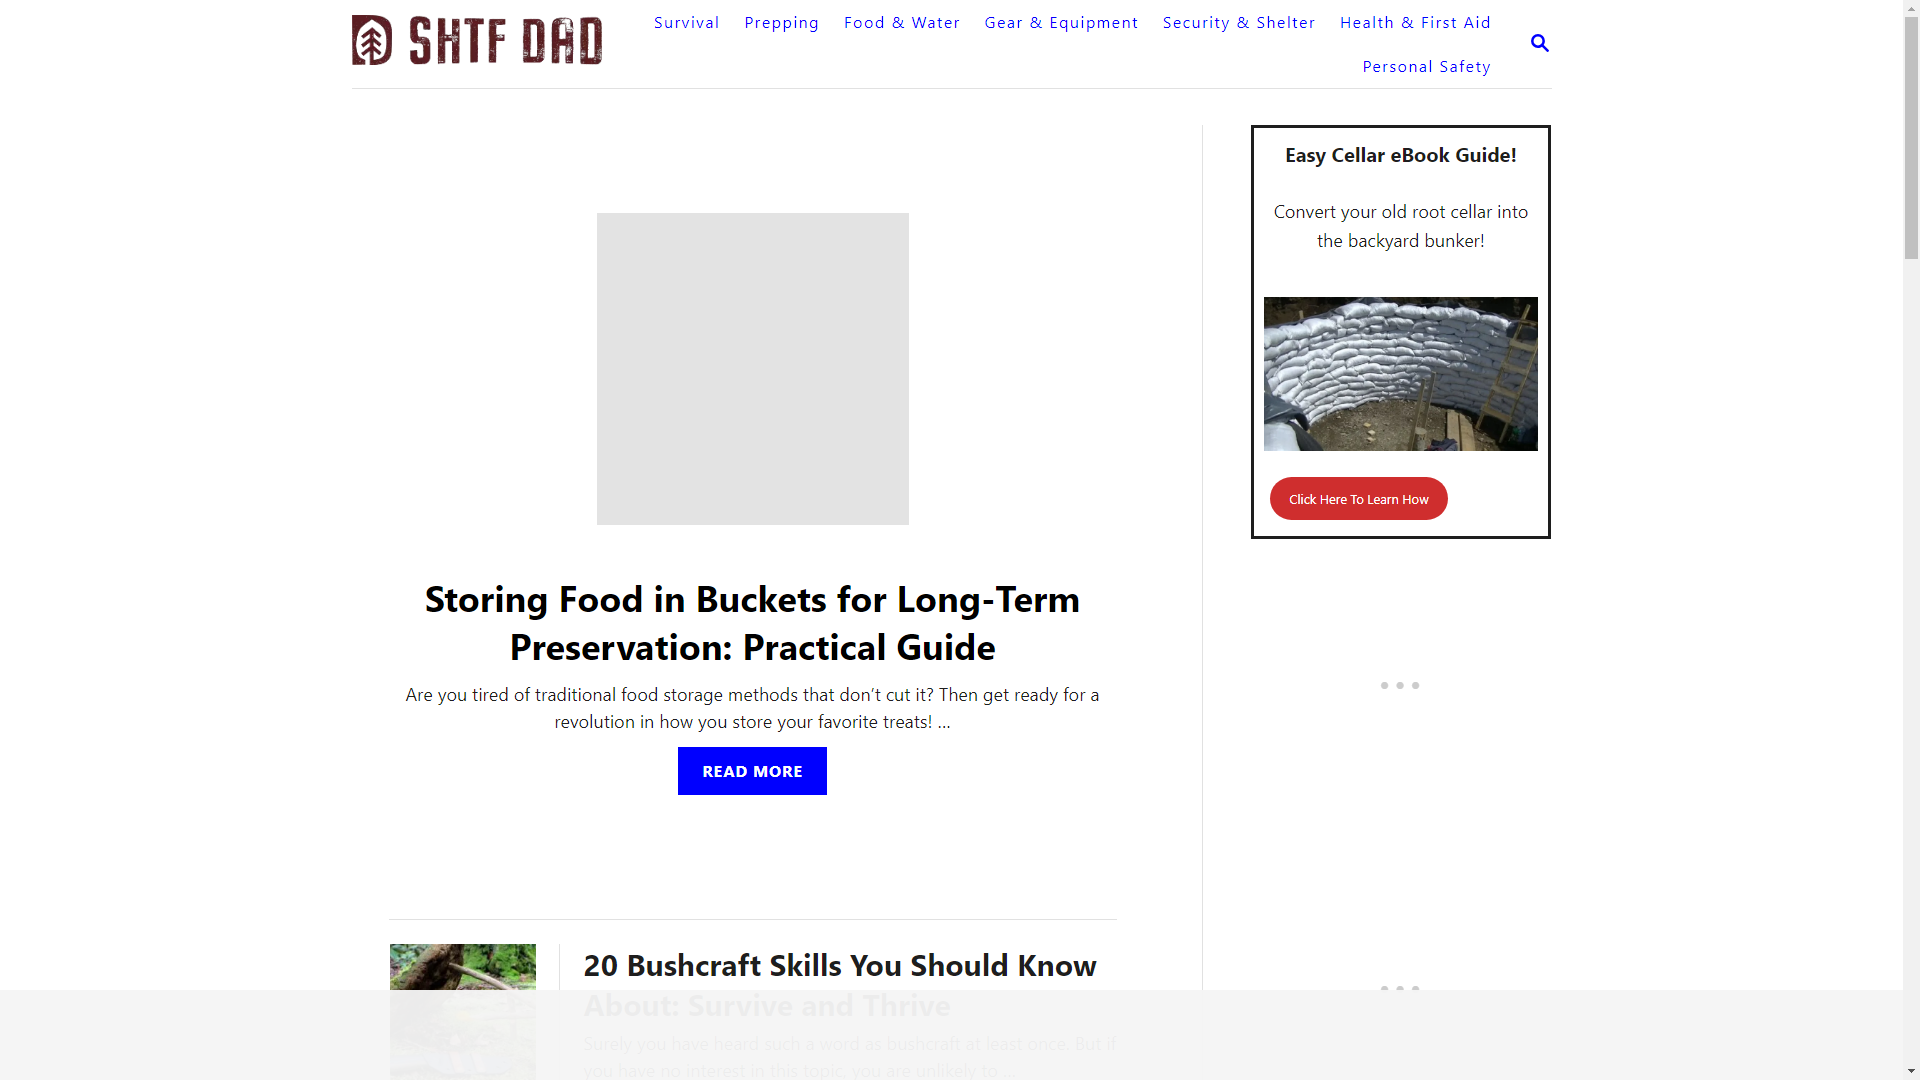 SHTF DAD
Survival Prepping Food & Water Gear & Equipment Security & Shelter Health & First Aid
Personal Safety
Easy Cellar eBook Guide!
Convert your old root cellar into
the backyard bunker!
Click Here To Learn How
Storing Food in Buckets for Long-Term
Preservation: Practical Guide
Are you tired of traditional food storage methods that don’t cut it? Then get ready for a
revolution in how you store your favorite treats! …
READ MORE
20 Bushcraft Skills You Should Know
About: Survive and Thrive
Surely you have heard such a word as bushcraft at least once. But if
you have no interest in this topic, you are unlikely to …